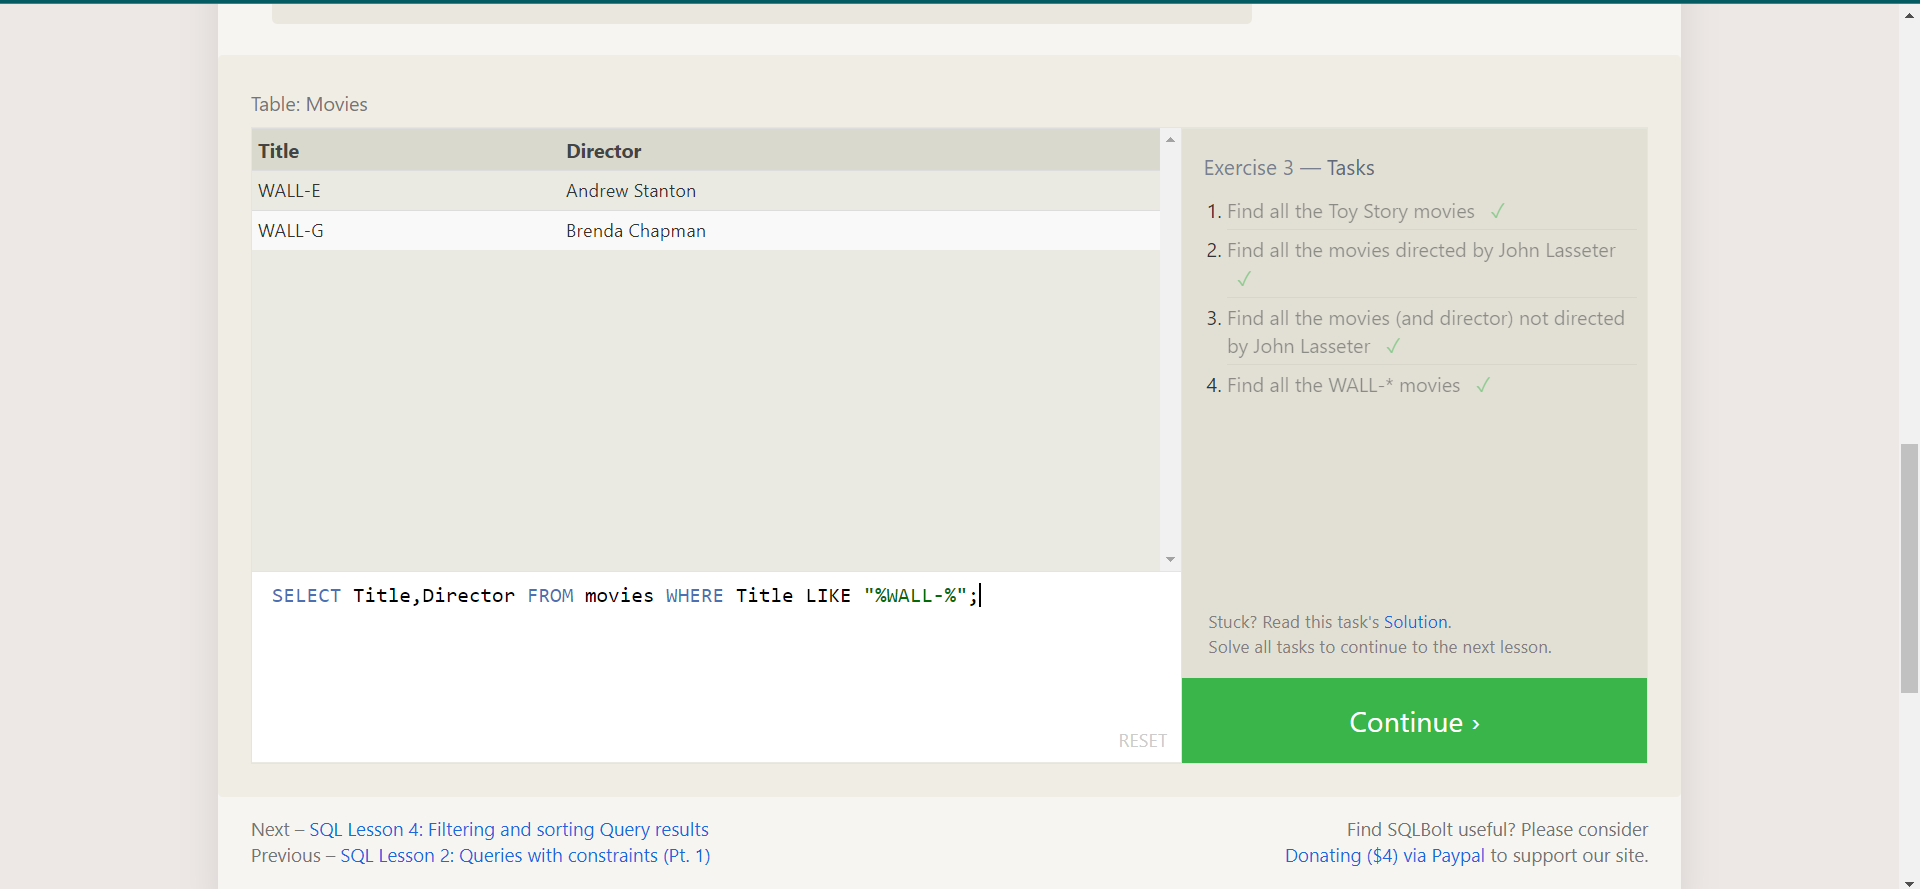 Table: Movies
Title Director
WALL-E Andrew Stanton
WALL-G Brenda Chapman
SELECT Title,Director FROM movies WHERE Title LIKE "%WALL-%";
RESET
Exercise 3 — Tasks
1. Find all the Toy Story movies ✓
2. Find all the movies directed by John Lasseter
✓
3. Find all the movies (and director) not directed
by John Lasseter ✓
4. Find all the WALL-* movies ✓
Stuck? Read this task's Solution.
Solve all tasks to continue to the next lesson.
Continue ›
Next – SQL Lesson 4: Filtering and sorting Query results
Previous – SQL Lesson 2: Queries with constraints (Pt. 1)
Find SQLBolt useful? Please consider
Donating ($4) via Paypal to support our site.